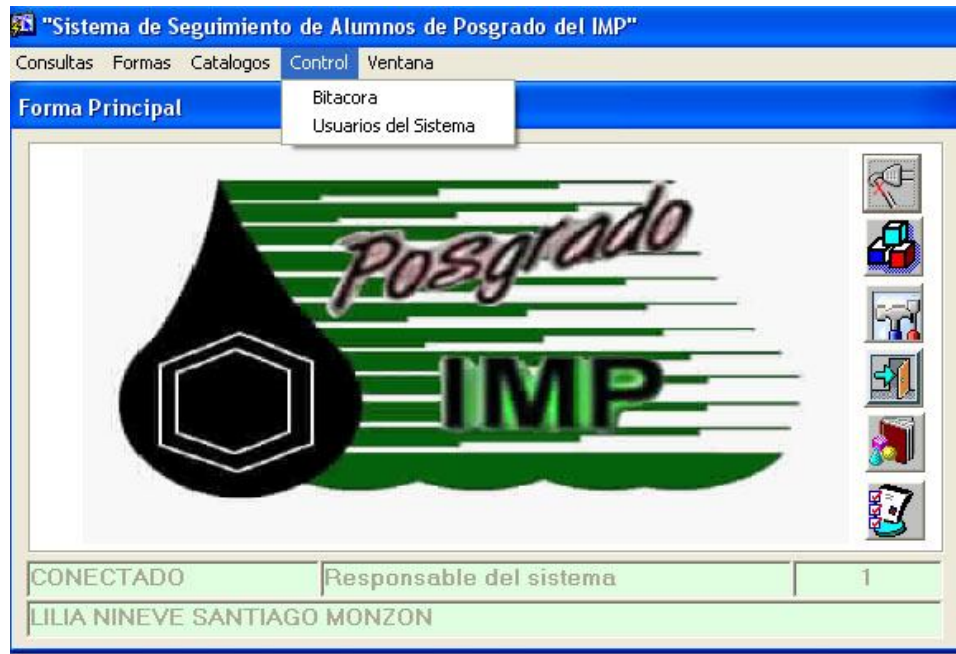 "Sistema de Seguimiento de Alumnos de Posgrado del IMP"
Consultas Formas Catalogos Control Ventana
Bitacora
Usuarios del Sistema
Forma Principal
Posgrado
IMP
CONECTADO Responsable del sistema 1
LILIA NINEVE SANTIAGO MONZON